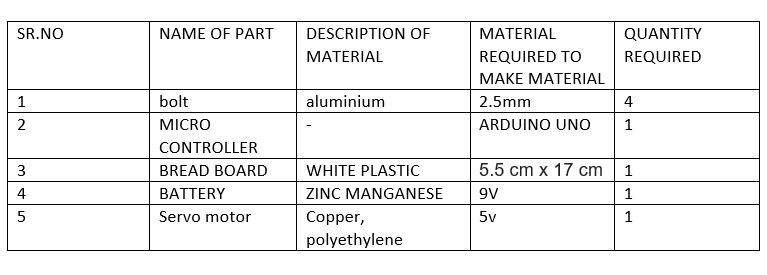 SR.NO NAME OF PART DESCRIPTION OF MATERIAL QUANTITY
MATERIAL REQUIRED TO REQUIRED
MAKE MATERIAL
1 bolt aluminium 2.5mm 4
2 MICRO - ARDUINO UNO 1
CONTROLLER
3 BREAD BOARD WHITE PLASTIC 5.5 cm x 17 cm 1
4 BATTERY ZINC MANGANESE 9V 1
5 Servo motor Copper, 5v 1
polyethylene